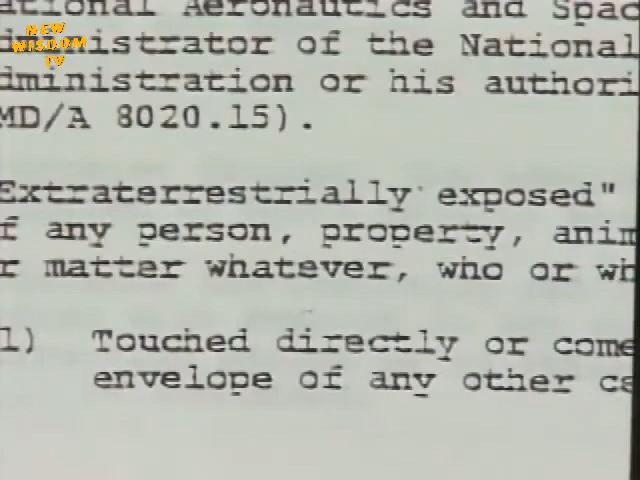 NEW
WISDOM
TV
ational Aeronautics and Spac
dministrator of the National
dministration or his authori
MD/A 8020.15).
Extraterrestrially exposed"
f any person, property, anim
r matter whatever, who or wh
1) Touched directly or come
envelope of any other ce